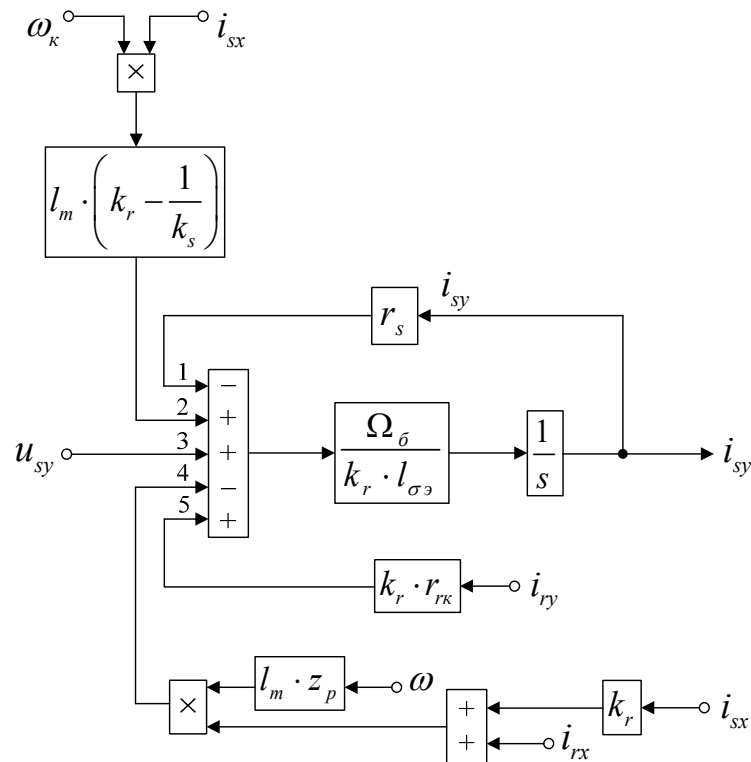 ω_к i_sx
×
l_m · (k_r − 1/k_s)
i_sy
r_s
1 −
2 +
u_sy 3 +
4 −
5 +
Ω_б / (k_r · l_σэ)
1/s
i_sy
k_r · r_rк i_ry
l_m · z_p ω
×
+
+
k_r i_sx
i_rx